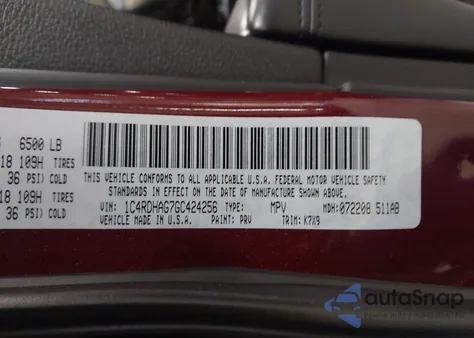 G 6500 LB
18 109H TIRES
36 PSI) COLD
18 109H TIRES
36 PSI) COLD
THIS VEHICLE CONFORMS TO ALL APPLICABLE U.S.A. FEDERAL MOTOR VEHICLE SAFETY
STANDARDS IN EFFECT ON THE DATE OF MANUFACTURE SHOWN ABOVE.
VIN: 1C4RDHAG7GC424256 TYPE: MPV MDH: 072208 511AB
MADE IN U.S.A. PAINT: PRV TRIM: K7X9
autoSnap